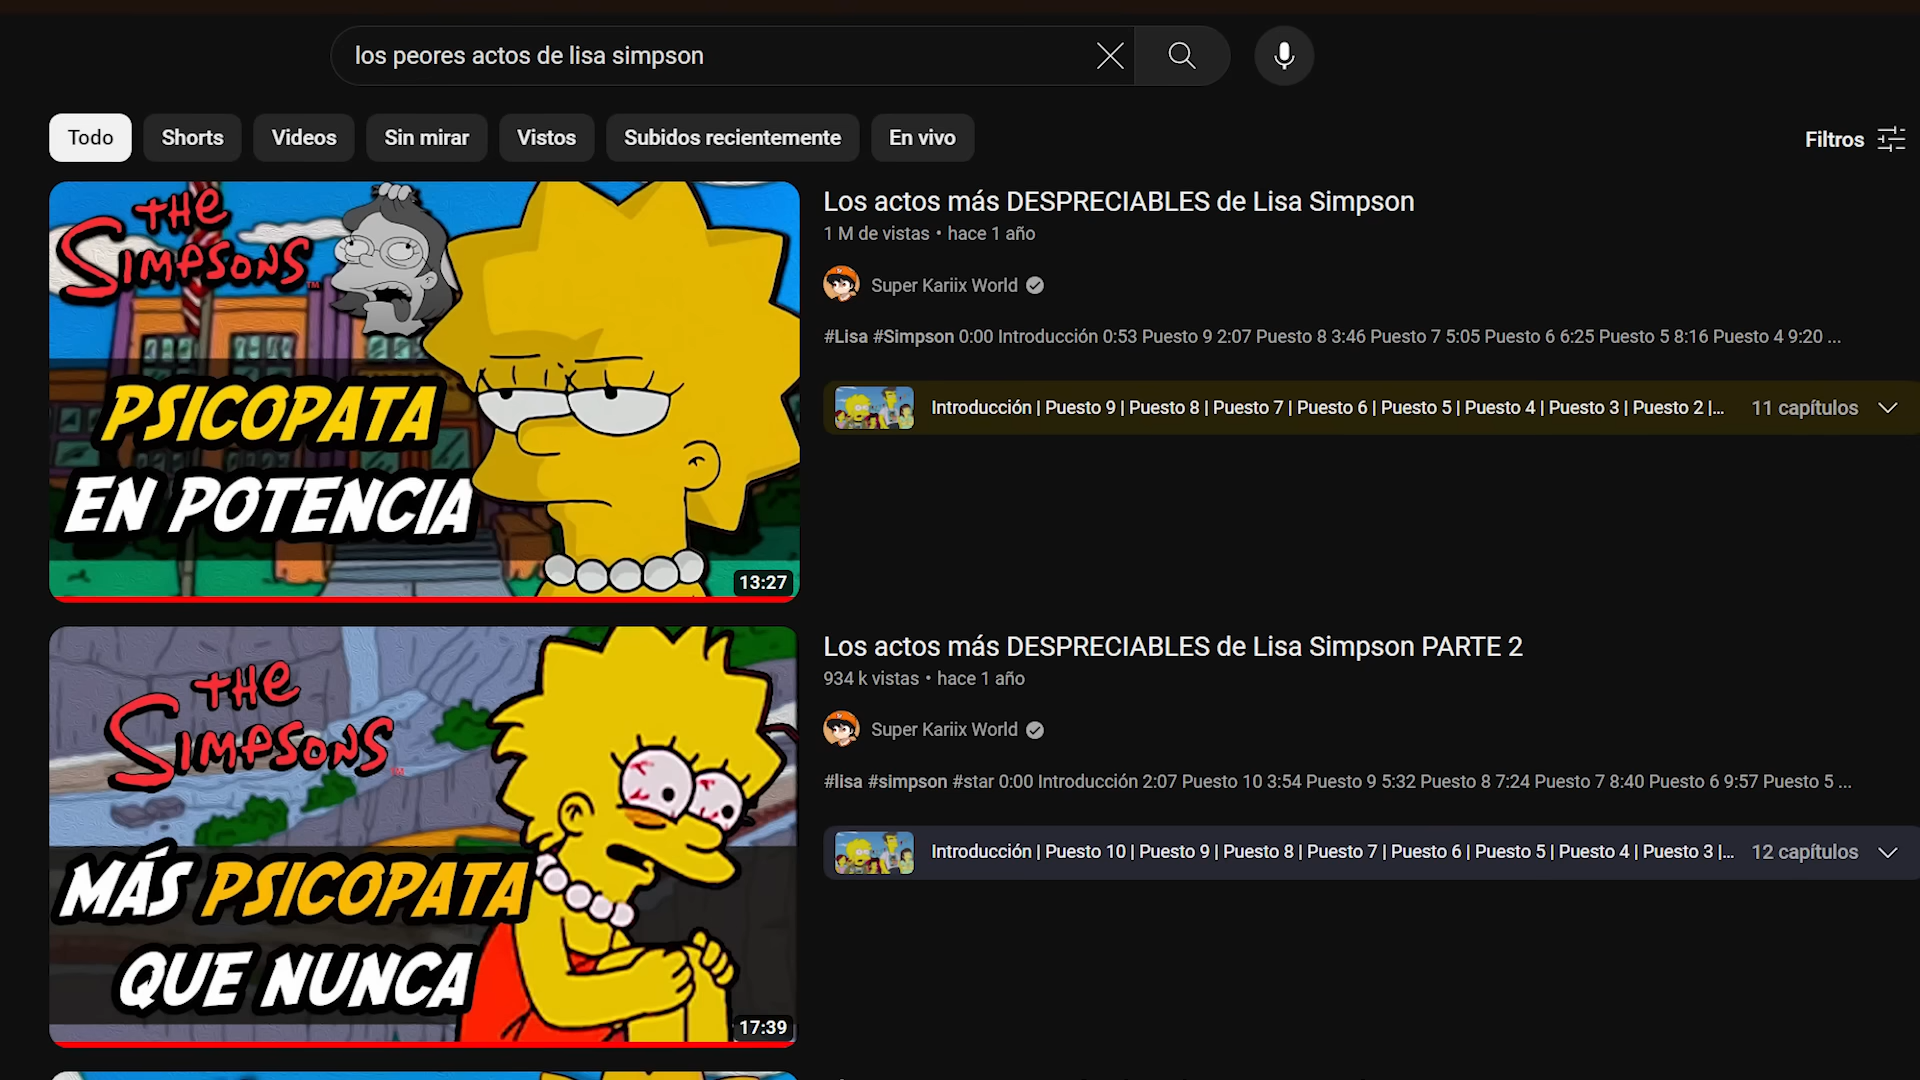 los peores actos de lisa simpson
Todo
Shorts
Videos
Sin mirar
Vistos
Subidos recientemente
En vivo
Filtros
THE
SIMPSONS
TM
PSICOPATA
EN POTENCIA
13:27
Los actos más DESPRECIABLES de Lisa Simpson
1 M de vistas • hace 1 año
Super Kariix World
#Lisa #Simpson 0:00 Introducción 0:53 Puesto 9 2:07 Puesto 8 3:46 Puesto 7 5:05 Puesto 6 6:25 Puesto 5 8:16 Puesto 4 9:20 ...
Introducción | Puesto 9 | Puesto 8 | Puesto 7 | Puesto 6 | Puesto 5 | Puesto 4 | Puesto 3 | Puesto 2 |...
11 capítulos
THE
SIMPSONS
TM
MÁS PSICOPATA
QUE NUNCA
17:39
Los actos más DESPRECIABLES de Lisa Simpson PARTE 2
934 k vistas • hace 1 año
Super Kariix World
#lisa #simpson #star 0:00 Introducción 2:07 Puesto 10 3:54 Puesto 9 5:32 Puesto 8 7:24 Puesto 7 8:40 Puesto 6 9:57 Puesto 5 ...
Introducción | Puesto 10 | Puesto 9 | Puesto 8 | Puesto 7 | Puesto 6 | Puesto 5 | Puesto 4 | Puesto 3 |...
12 capítulos